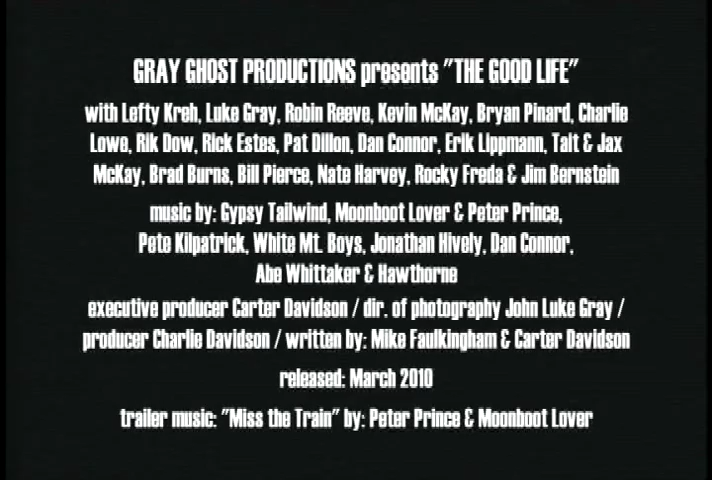 GRAY GHOST PRODUCTIONS presents "THE GOOD LIFE"
with Lefty Kreh, Luke Gray, Robin Reeve, Kevin McKay, Bryan Pinard, Charlie
Lowe, Rik Dow, Rick Estes, Pat Dillon, Dan Connor, Erik Lippmann, Tait & Jax
McKay, Brad Burns, Bill Pierce, Nate Harvey, Rocky Freda & Jim Bernstein
music by: Gypsy Tailwind, Moonboot Lover & Peter Prince,
Pete Kilpatrick, White Mt. Boys, Jonathan Hively, Dan Connor,
Abe Whittaker & Hawthorne
executive producer Carter Davidson / dir. of photography John Luke Gray /
producer Charlie Davidson / written by: Mike Faulkingham & Carter Davidson
released: March 2010
trailer music: "Miss the Train" by: Peter Prince & Moonboot Lover